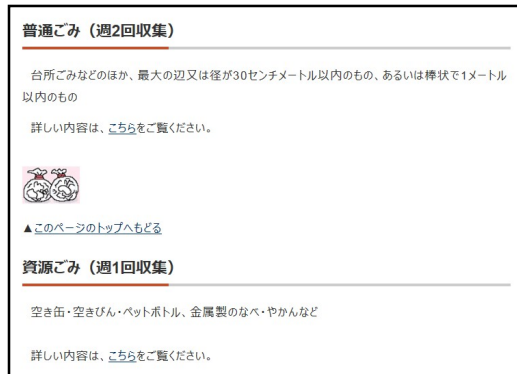 普通ごみ（週2回収集）
台所ごみなどのほか、最大の辺又は径が30センチメートル以内のもの、あるいは棒状で1メートル
以内のもの
詳しい内容は、こちらをご覧ください。
▲このページのトップへもどる
資源ごみ（週1回収集）
空き缶・空きびん・ペットボトル、金属製のなべ・やかんなど
詳しい内容は、こちらをご覧ください。